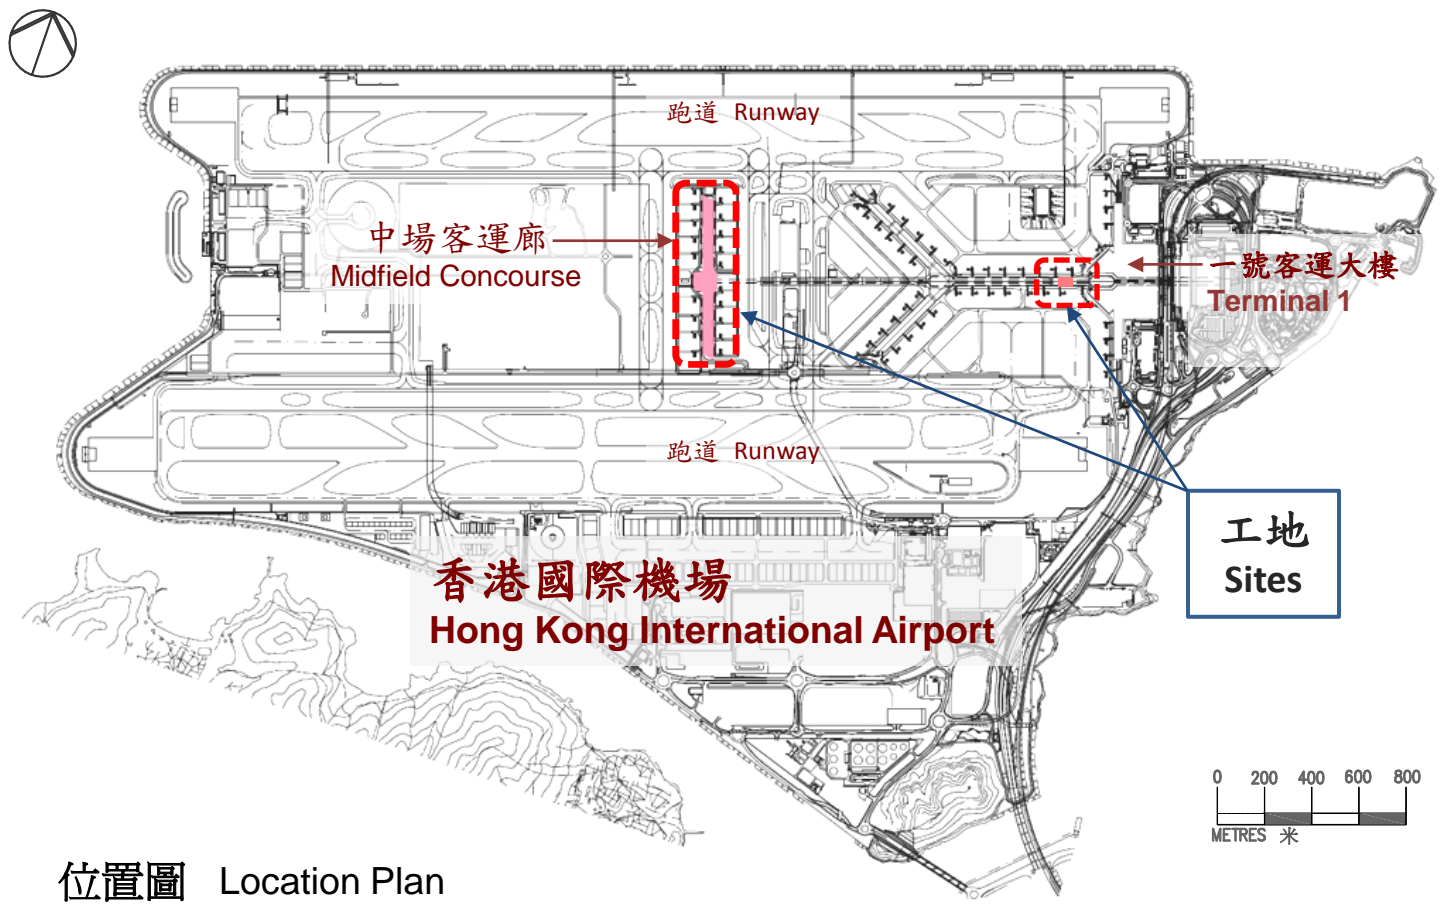 跑道 Runway
中場客運廊
Midfield Concourse
一號客運大樓
Terminal 1
跑道 Runway
工地
Sites
香港國際機場
Hong Kong International Airport
0 200 400 600 800
METRES 米
位置圖 Location Plan